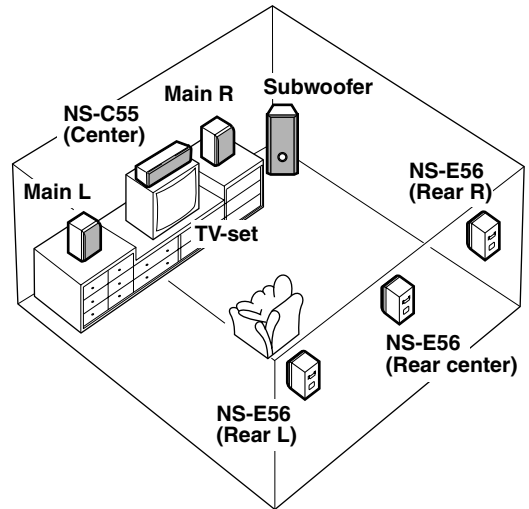 Main R
Subwoofer
NS-C55
(Center)
Main L
TV-set
NS-E56
(Rear R)
NS-E56
(Rear center)
NS-E56
(Rear L)